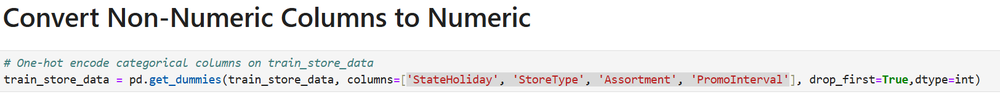 Convert Non-Numeric Columns to Numeric
# One-hot encode categorical columns on train_store_data
train_store_data = pd.get_dummies(train_store_data, columns=['StateHoliday', 'StoreType', 'Assortment', 'PromoInterval'], drop_first=True,dtype=int)